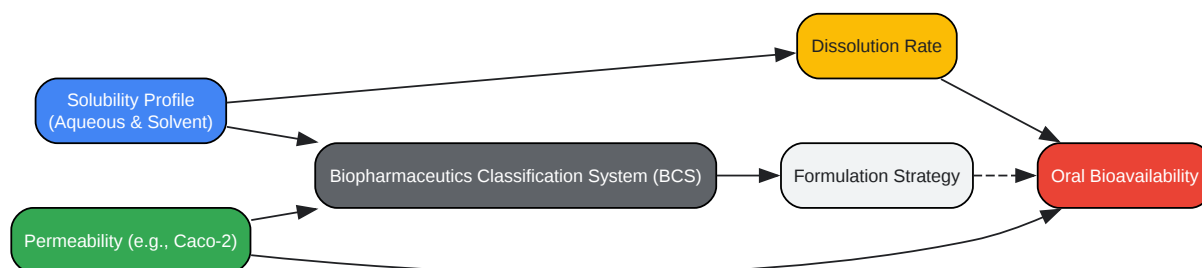 Dissolution Rate
Solubility Profile
(Aqueous & Solvent)
Biopharmaceutics Classification System (BCS)
Formulation Strategy
Oral Bioavailability
Permeability (e.g., Caco-2)